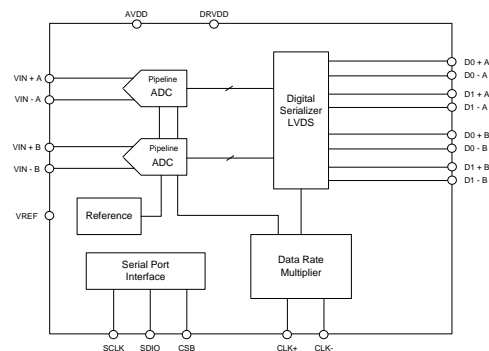 AVDD
DRVDD
VIN + A
VIN - A
VIN + B
VIN - B
VREF
Pipeline
ADC
Pipeline
ADC
Digital
Serializer
LVDS
D0 + A
D0 - A
D1 + A
D1 - A
D0 + B
D0 - B
D1 + B
D1 - B
Reference
Serial Port
Interface
Data Rate
Multiplier
SCLK
SDIO
CSB
CLK+
CLK-